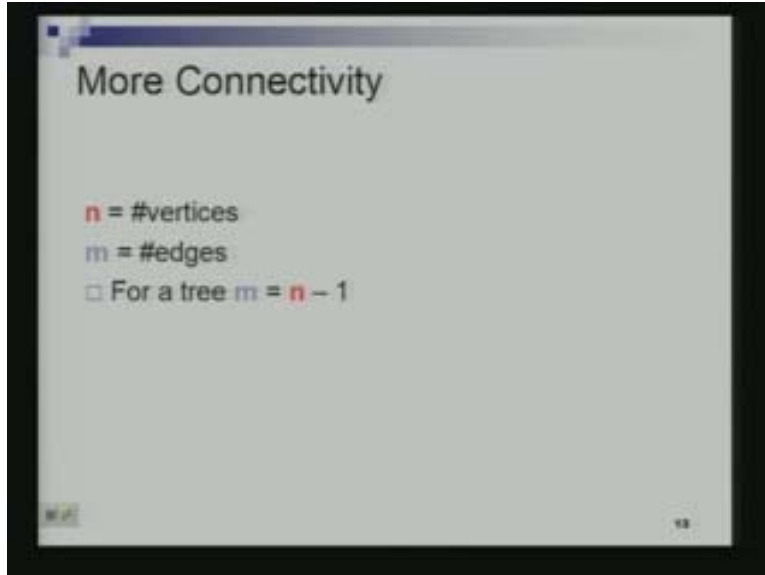 More Connectivity
n = #vertices
m = #edges
For a tree m = n – 1